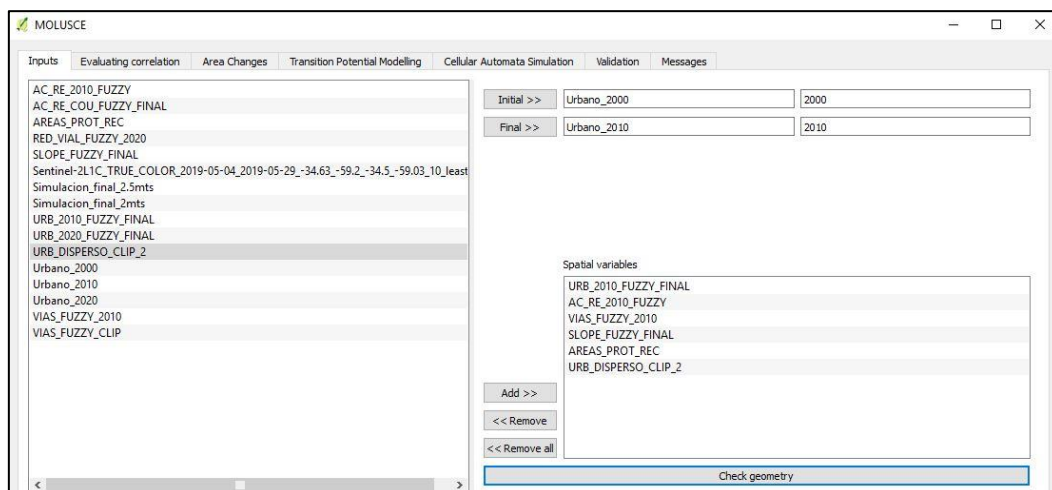 MOLUSCE
Inputs Evaluating correlation Area Changes Transition Potential Modelling Cellular Automata Simulation Validation Messages
AC_RE_2010_FUZZY
AC_RE_COU_FUZZY_FINAL
AREAS_PROT_REC
RED_VIAL_FUZZY_2020
SLOPE_FUZZY_FINAL
Sentinel-2L1C_TRUE_COLOR_2019-05-04_2019-05-29_-34.63_-59.2_-34.5_-59.03_10_least
Simulacion_final_2.5mts
Simulacion_final_2mts
URB_2010_FUZZY_FINAL
URB_2020_FUZZY_FINAL
URB_DISPERSO_CLIP_2
Urbano_2000
Urbano_2010
Urbano_2020
VIAS_FUZZY_2010
VIAS_FUZZY_CLIP
Initial >> Urbano_2000 2000
Final >> Urbano_2010 2010
Spatial variables
URB_2010_FUZZY_FINAL
AC_RE_2010_FUZZY
VIAS_FUZZY_2010
SLOPE_FUZZY_FINAL
AREAS_PROT_REC
URB_DISPERSO_CLIP_2
Add >>
<< Remove
<< Remove all
Check geometry